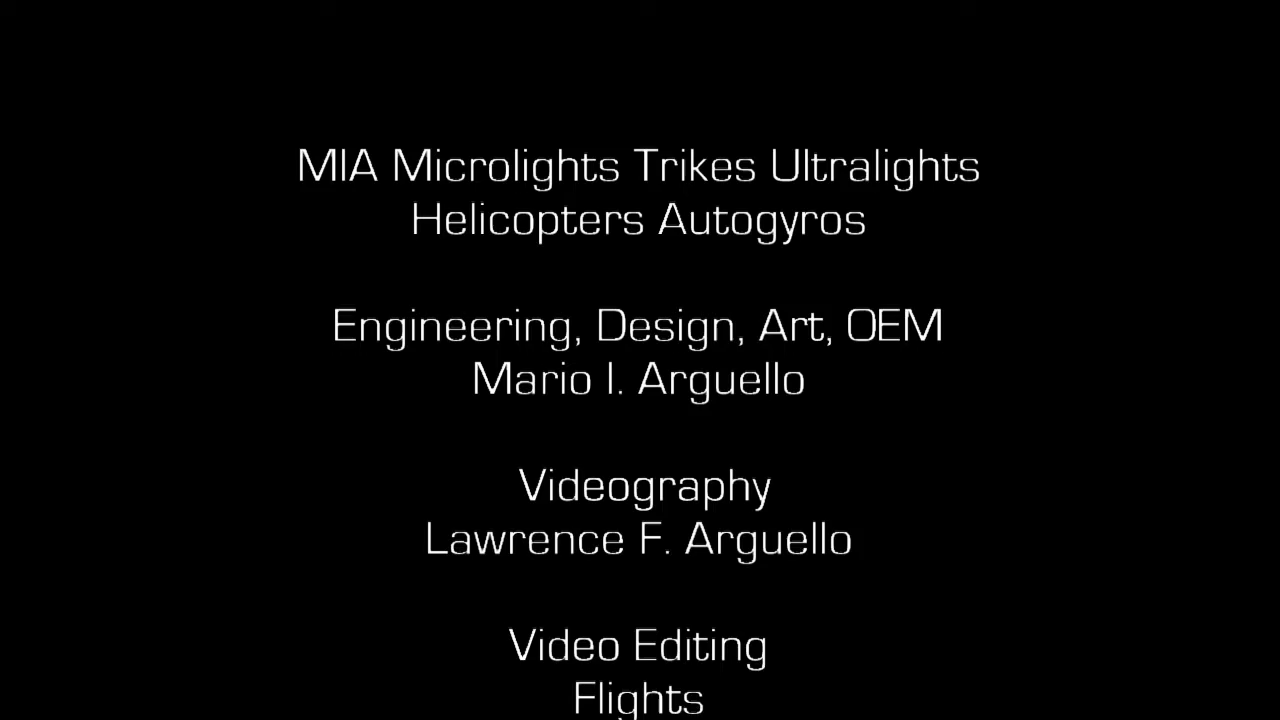 MIA Microlights Trikes Ultralights
Helicopters Autogyros
Engineering, Design, Art, OEM
Mario I. Arguello
Videography
Lawrence F. Arguello
Video Editing
Flights